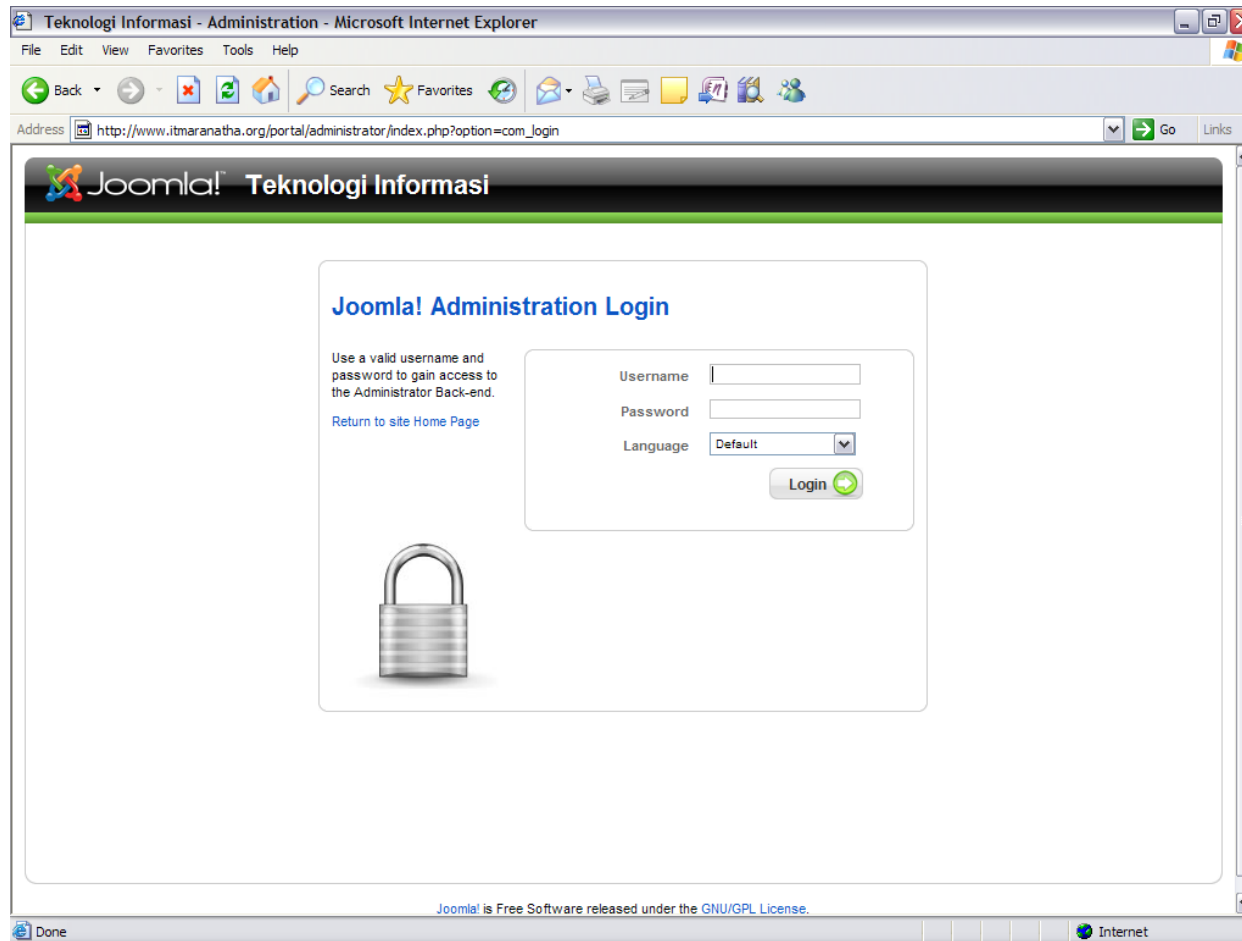 Teknologi Informasi - Administration - Microsoft Internet Explorer
File Edit View Favorites Tools Help
Back Search Favorites
Address http://www.itmaranatha.org/portal/administrator/index.php?option=com_login Go Links
Joomla!™ Teknologi Informasi
Joomla! Administration Login
Use a valid username and
password to gain access to
the Administrator Back-end.
Return to site Home Page
Username
Password
Language Default
Login
Joomla! is Free Software released under the GNU/GPL License.
Done Internet